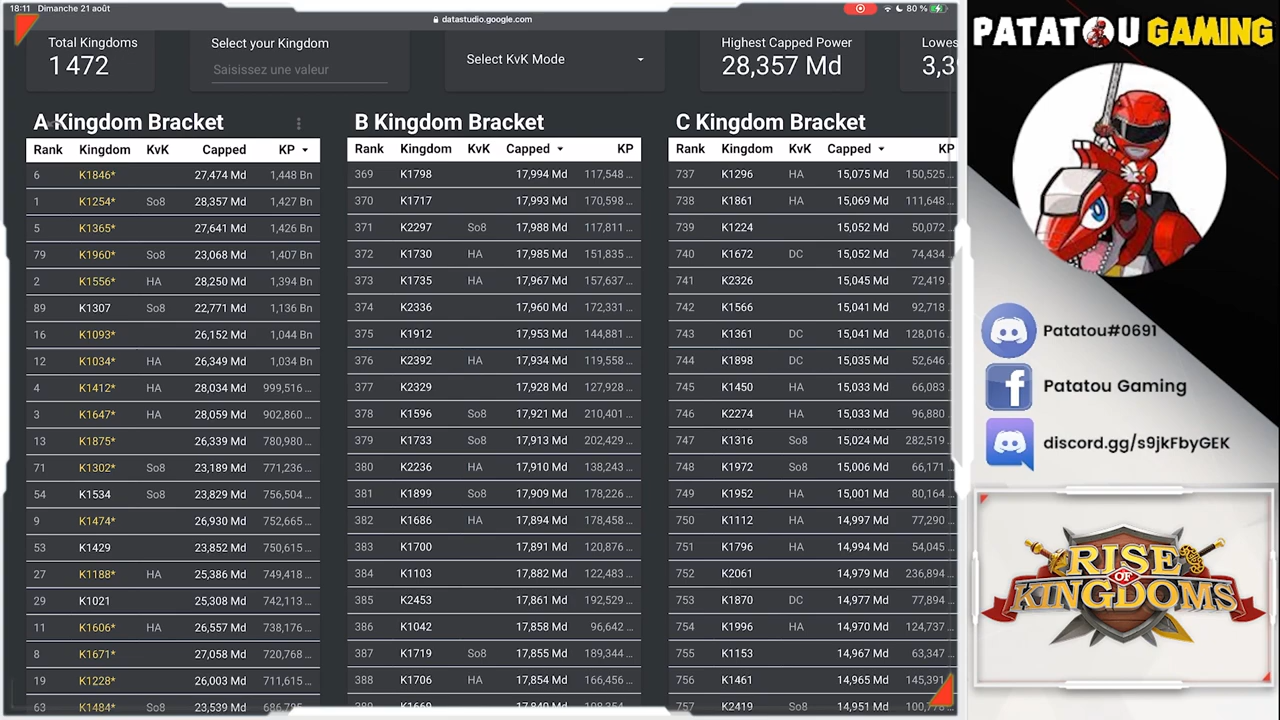 18:11 Dimanche 21 août
80 %
datastudio.google.com
Total Kingdoms
1 472
Select your Kingdom
Saisissez une valeur
Select KvK Mode
Highest Capped Power
28,357 Md
Lowes
3,39
A Kingdom Bracket
Rank Kingdom KvK Capped KP
6 K1846* 27,474 Md 1,448 Bn
1 K1254* So8 28,357 Md 1,427 Bn
5 K1365* 27,641 Md 1,426 Bn
79 K1960* So8 23,068 Md 1,407 Bn
2 K1556* HA 28,250 Md 1,394 Bn
89 K1307 So8 22,771 Md 1,136 Bn
16 K1093* 26,152 Md 1,044 Bn
12 K1034* HA 26,349 Md 1,034 Bn
4 K1412* HA 28,034 Md 999,516 ...
3 K1647* HA 28,059 Md 902,860 ...
13 K1875* 26,339 Md 780,980 ...
71 K1302* So8 23,189 Md 771,236 ...
54 K1534 So8 23,829 Md 756,504 ...
9 K1474* 26,930 Md 752,665 ...
53 K1429 23,852 Md 750,615 ...
27 K1188* HA 25,386 Md 749,418 ...
29 K1021 25,308 Md 742,113 ...
11 K1606* HA 26,557 Md 8,176 ...
8 K1671* 27,058 Md 720,768 ...
19 K1228* 26,003 Md 711,615 ...
63 K1484* So8 23,539 Md
B Kingdom Bracket
Rank Kingdom KvK Capped KP
369 K1798 17,994 Md 117,548 ...
370 K1717 17,993 Md 170,598 ...
371 K2297 So8 17,988 Md 117,811 ...
372 K1730 HA 17,985 Md 151,835 ...
373 K1735 HA 17,967 Md 157,637 ...
374 K2336 17,960 Md 172,331 ...
375 K1912 17,953 Md 144,881 ...
376 K2392 HA 17,934 Md 119,558 ...
377 K2329 17,928 Md 127,928 ...
378 K1596 So8 17,921 Md 210,401 ...
379 K1733 So8 17,913 Md 202,429 ...
380 K2236 HA 17,910 Md 138,243 ...
381 K1899 So8 17,909 Md 178,226 ...
382 K1686 HA 17,894 Md 178,458 ...
383 K1700 17,891 Md 120,876 ...
384 K1103 17,882 Md 122,483 ...
385 K2453 17,861 Md 192,529 ...
386 K1042 17,858 Md 96,642 ...
387 K1719 So8 17,855 Md 189,344 ...
388 K1706 HA 17,854 Md 166,456 ...
389 K1669
C Kingdom Bracket
Rank Kingdom KvK Capped KP
737 K1296 HA 15,075 Md 150,525 ...
738 K1861 HA 15,069 Md 111,648 ...
739 K1224 15,052 Md 50,072 ...
740 K1672 DC 15,052 Md 74,434 ...
741 K2326 15,045 Md 72,419 ...
742 K1566 15,041 Md 92,718 ...
743 K1361 DC 15,041 Md 128,016 ...
744 K1898 DC 15,035 Md 52,646 ...
745 K1450 HA 15,033 Md 66,083 ...
746 K2274 HA 15,033 Md 96,880 ...
747 K1316 So8 15,024 Md 282,519 ...
748 K1972 So8 15,006 Md 66,171 ...
749 K1952 HA 15,001 Md 80,164 ...
750 K1112 HA 14,997 Md 77,290 ...
751 K1796 HA 14,994 Md 54,045 ...
752 K2061 14,979 Md 236,894 ...
753 K1870 DC 14,977 Md 77,894 ...
754 K1996 HA 14,970 Md 124,737 ...
755 K1153 14,967 Md 63,347 ...
756 K1461 14,965 Md 145,391
757 K2419 So8 14,951 Md
PATATOU GAMING
Patatou#0691
Patatou Gaming
discord.gg/s9jkFbyGEK
RISE
OF
KINGDOMS